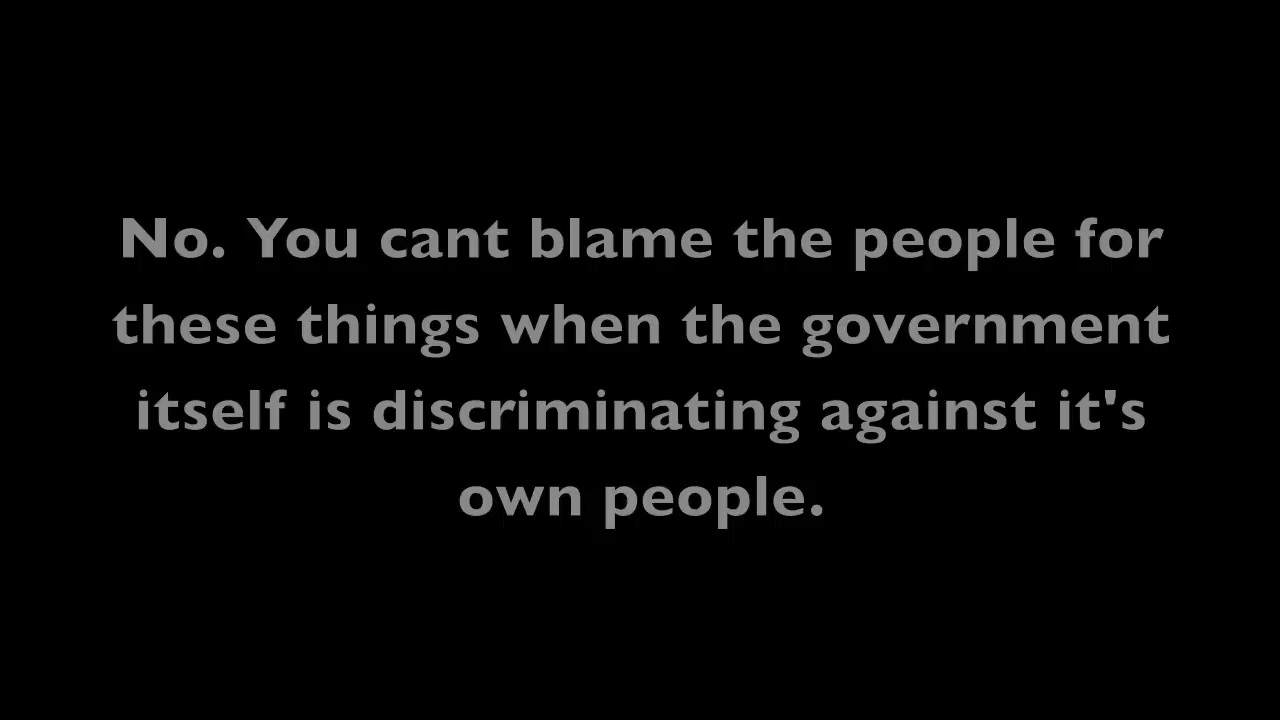 No. You cant blame the people for
these things when the government
itself is discriminating against it's
own people.